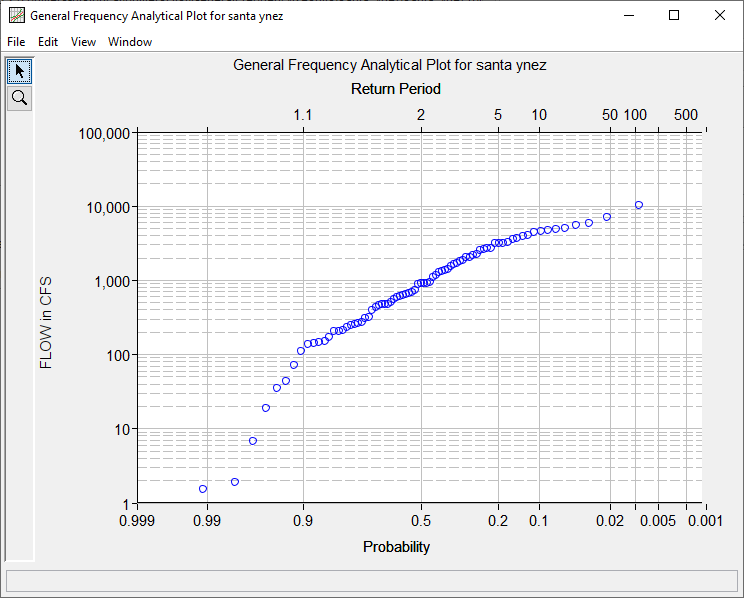 General Frequency Analytical Plot for santa ynez
File Edit View Window
General Frequency Analytical Plot for santa ynez
Return Period
1.1 2 5 10 50 100 500
100,000
10,000
1,000
100
10
1
FLOW in CFS
0.999 0.99 0.9 0.5 0.2 0.1 0.02 0.005 0.001
Probability